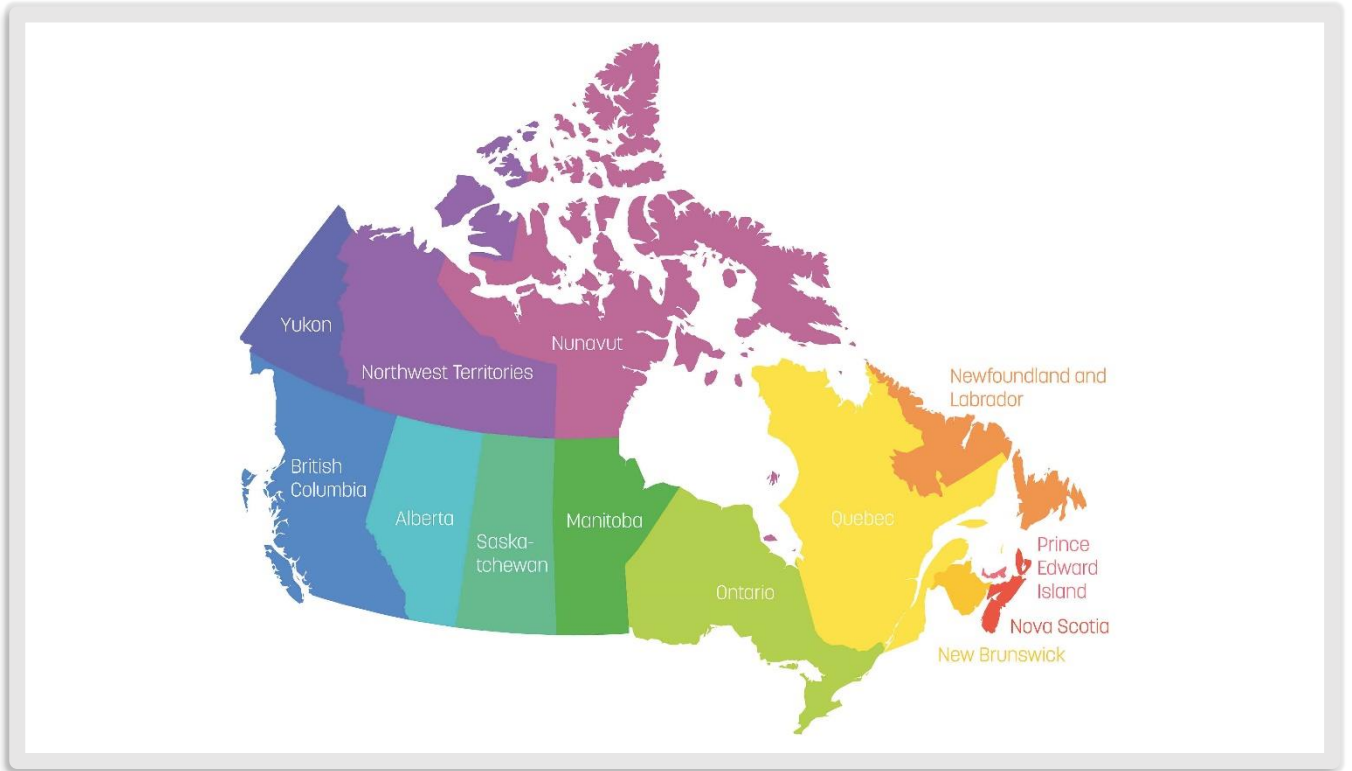 Yukon
Northwest Territories
Nunavut
Newfoundland and
Labrador
British
Columbia
Alberta
Saska-
tchewan
Manitoba
Ontario
Quebec
Prince
Edward
Island
Nova Scotia
New Brunswick